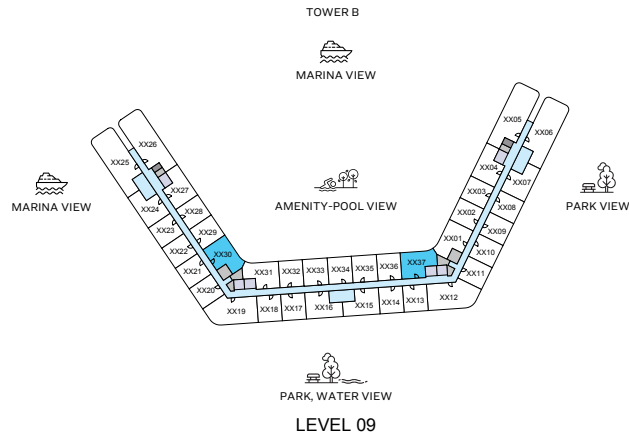 TOWER B
MARINA VIEW
XX05
XX06
XX26
XX25
XX04
XX07
XX27
XX03
XX08
XX24
XX28
MARINA VIEW
AMENITY-POOL VIEW
PARK VIEW
XX02
XX09
XX23
XX29
XX01
XX10
XX22
XX30
XX37
XX11
XX21
XX31
XX32
XX33
XX34
XX35
XX36
XX20
XX19
XX18
XX17
XX16
XX15
XX14
XX13
XX12
PARK, WATER VIEW
LEVEL 09